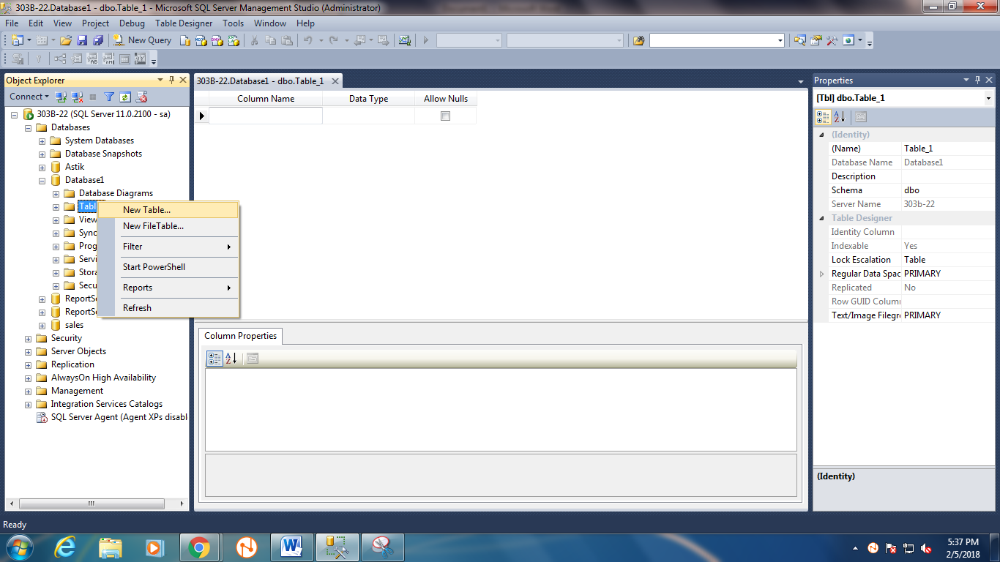 303B-22.Database1 - dbo.Table_1 - Microsoft SQL Server Management Studio (Administrator)
File Edit View Project Debug Table Designer Tools Window Help
New Query
Object Explorer
Connect
303B-22 (SQL Server 11.0.2100 - sa)
Databases
System Databases
Database Snapshots
Astik
Database1
Database Diagrams
Tabl
View
Sync
Prog
Servi
Stora
Secu
ReportSe
ReportSe
sales
Security
Server Objects
Replication
AlwaysOn High Availability
Management
Integration Services Catalogs
SQL Server Agent (Agent XPs disabl
New Table...
New FileTable...
Filter
Start PowerShell
Reports
Refresh
303B-22.Database1 - dbo.Table_1
Column Name Data Type Allow Nulls
Column Properties
Properties
[Tbl] dbo.Table_1
(Identity)
(Name) Table_1
Database Name Database1
Description
Schema dbo
Server Name 303b-22
Table Designer
Identity Column
Indexable Yes
Lock Escalation Table
Regular Data Spac PRIMARY
Replicated No
Row GUID Column
Text/Image Filegr PRIMARY
(Identity)
Ready
5:37 PM
2/5/2018